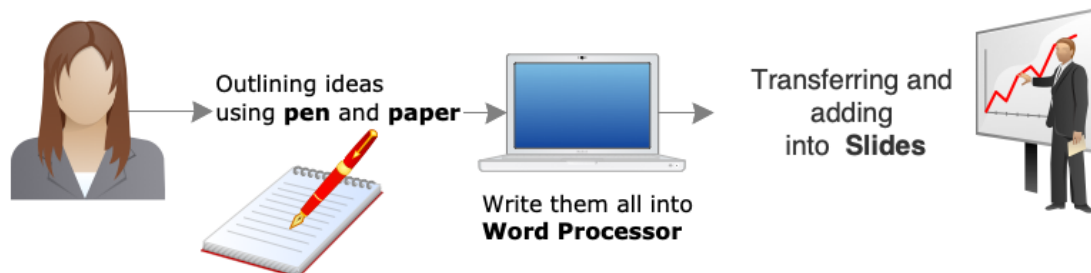 Outlining ideas
using pen and paper
Write them all into
Word Processor
Transferring and
adding
into Slides